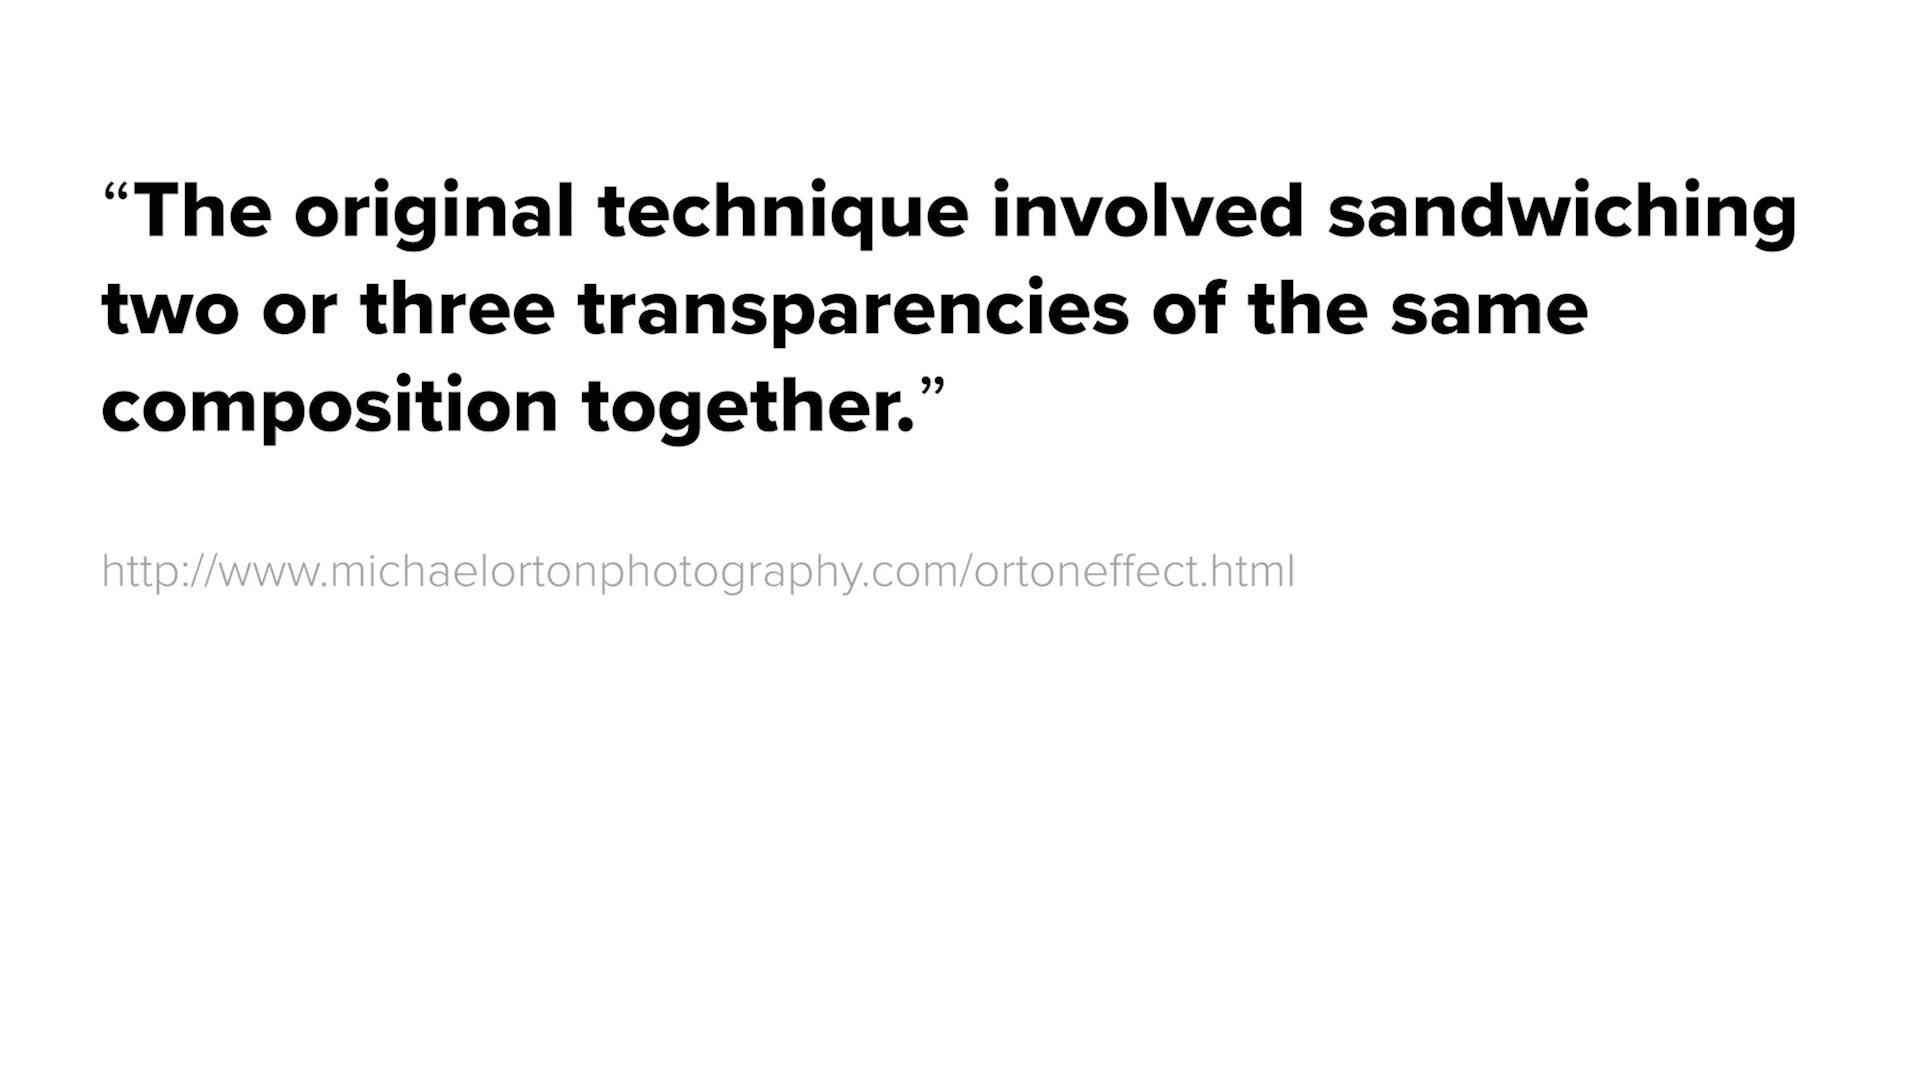 “The original technique involved sandwiching
two or three transparencies of the same
composition together.”
http://www.michaelortonphotography.com/ortoneffect.html